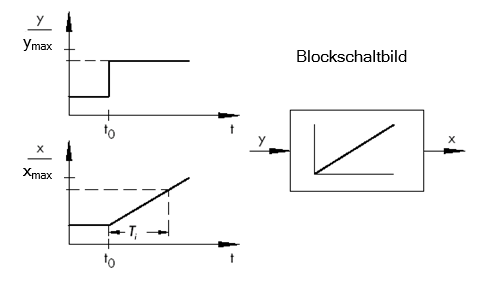 y
ymax
t0
t
Blockschaltbild
x
xmax
Ti
t0
t
y
x